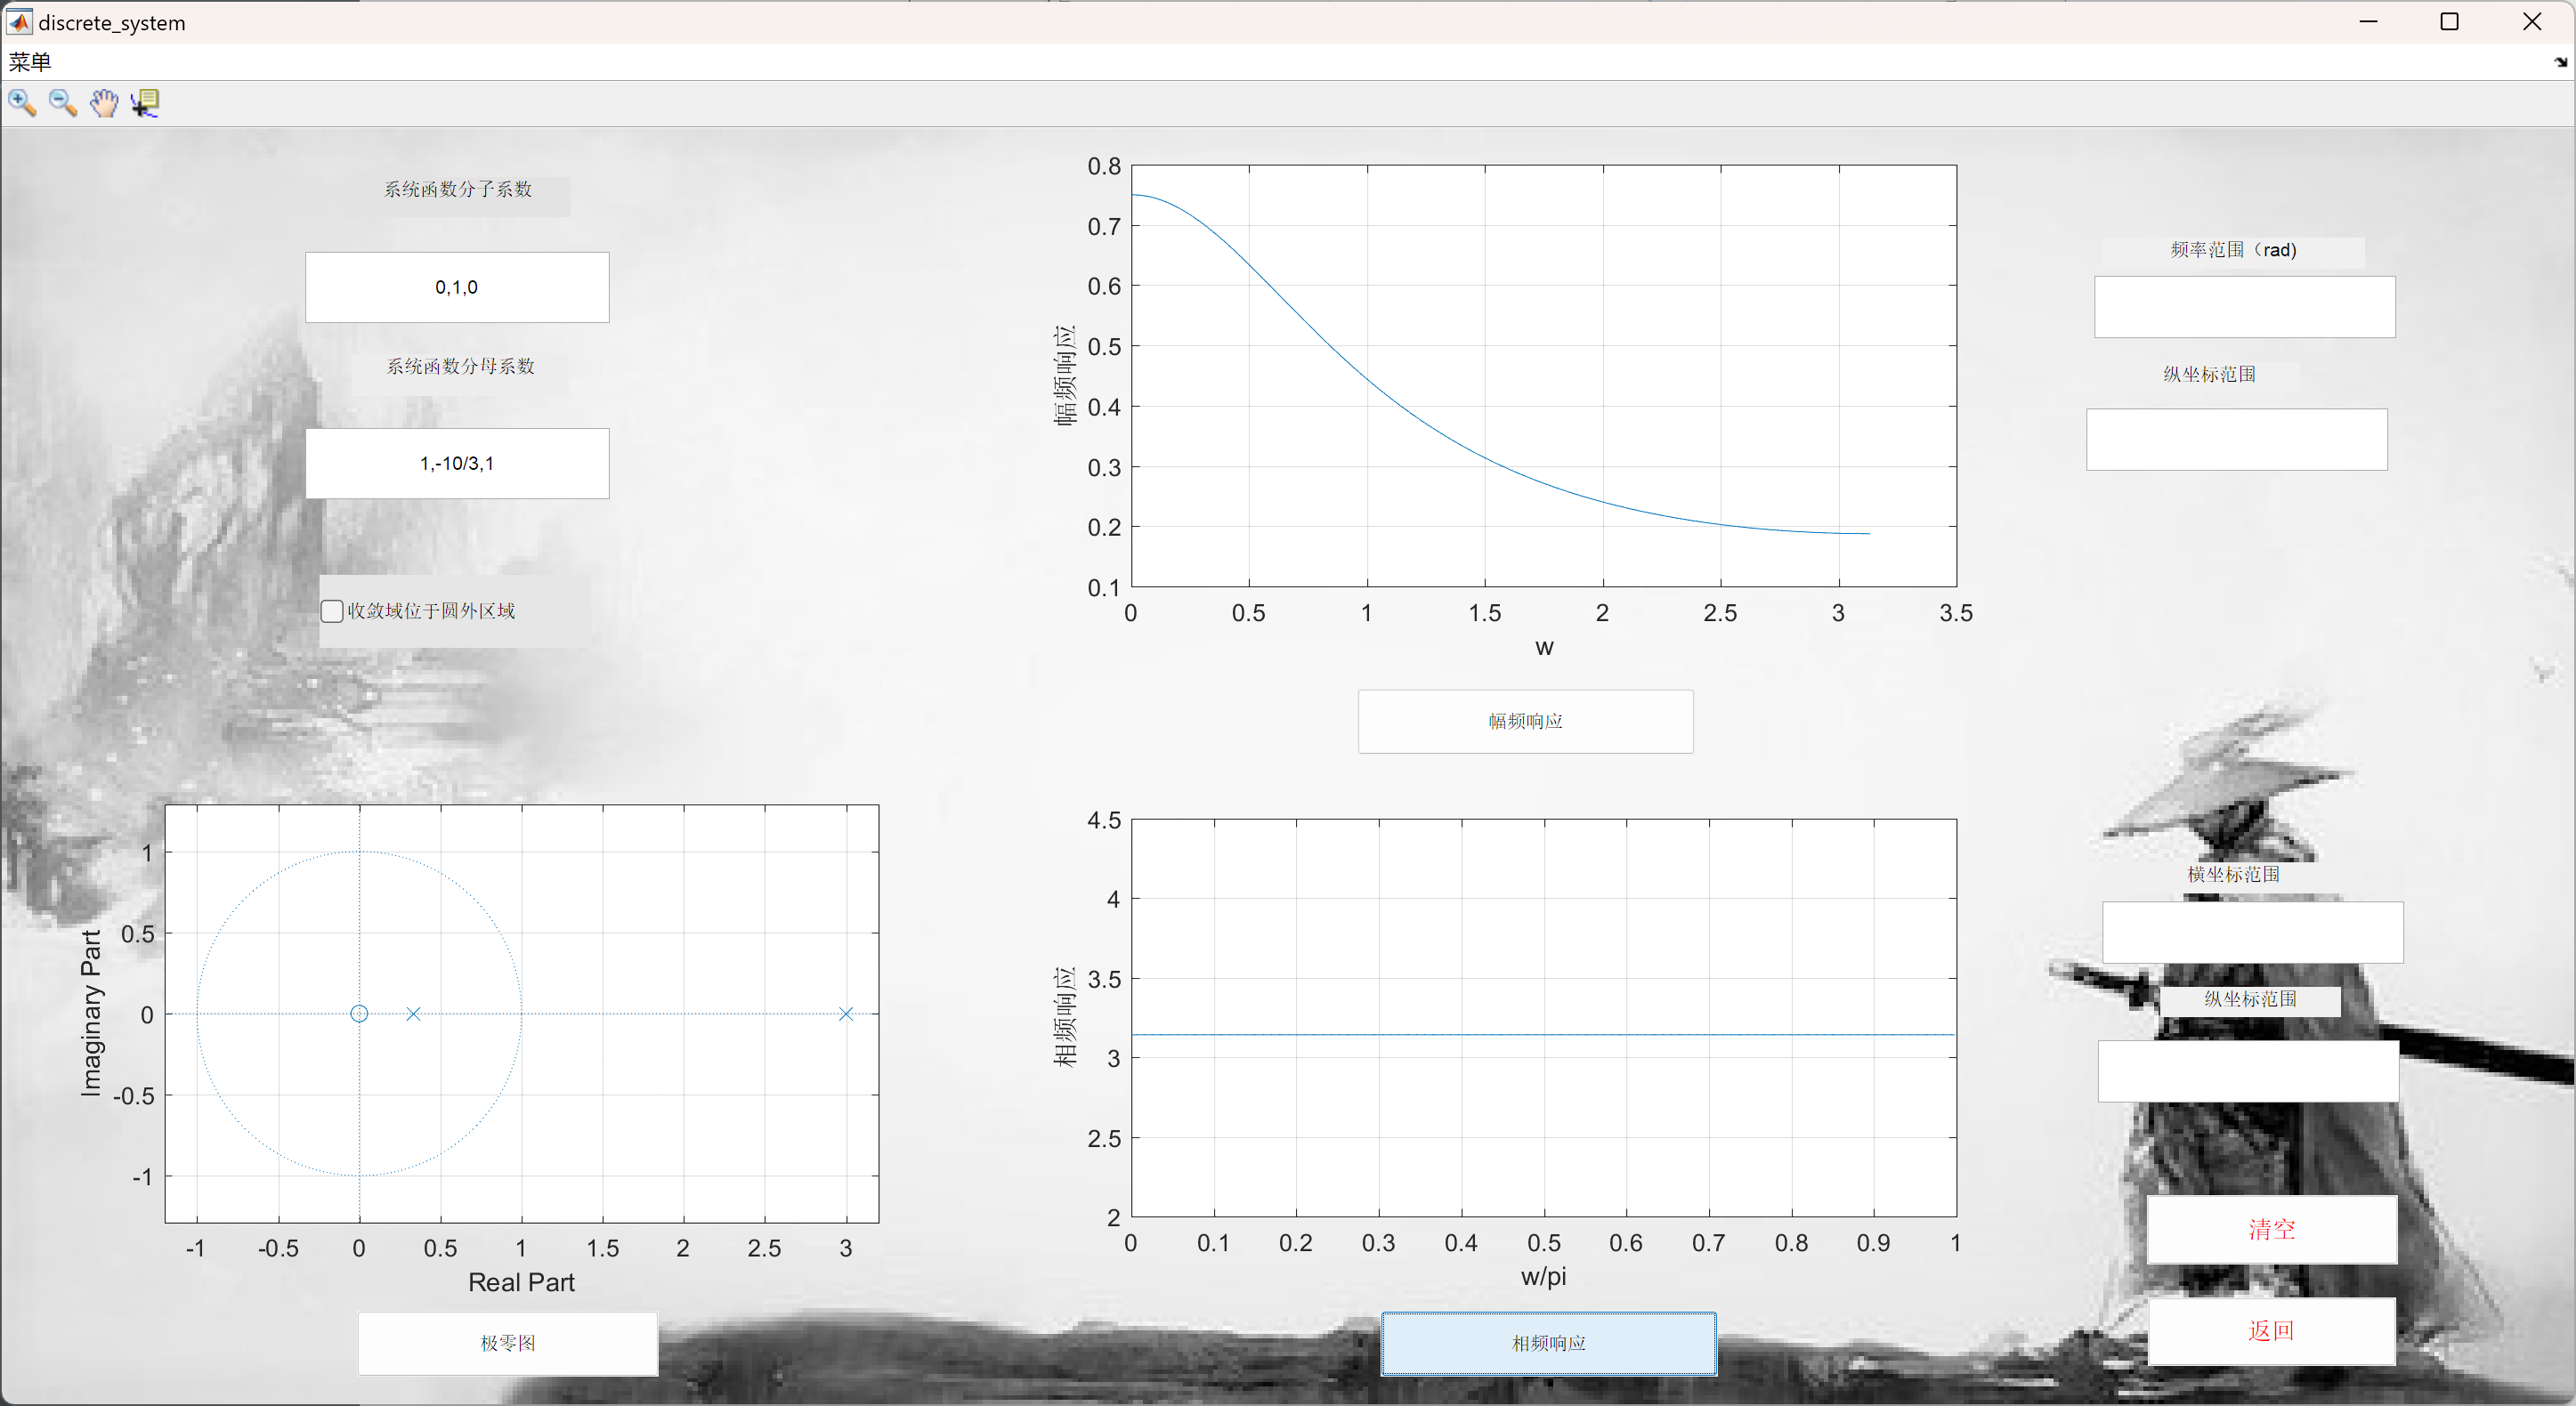 discrete_system
菜单
系统函数分子系数
0,1,0
系统函数分母系数
1,-10/3,1
收敛域位于圆外区域
0.8
0.7
0.6
0.5
0.4
0.3
0.2
0.1
幅频响应
0 0.5 1 1.5 2 2.5 3 3.5
w
幅频响应
频率范围（rad)
纵坐标范围
1
0.5
0
-0.5
-1
Imaginary Part
-1 -0.5 0 0.5 1 1.5 2 2.5 3
Real Part
极零图
4.5
4
3.5
3
2.5
2
相频响应
0 0.1 0.2 0.3 0.4 0.5 0.6 0.7 0.8 0.9 1
w/pi
相频响应
横坐标范围
纵坐标范围
清空
返回